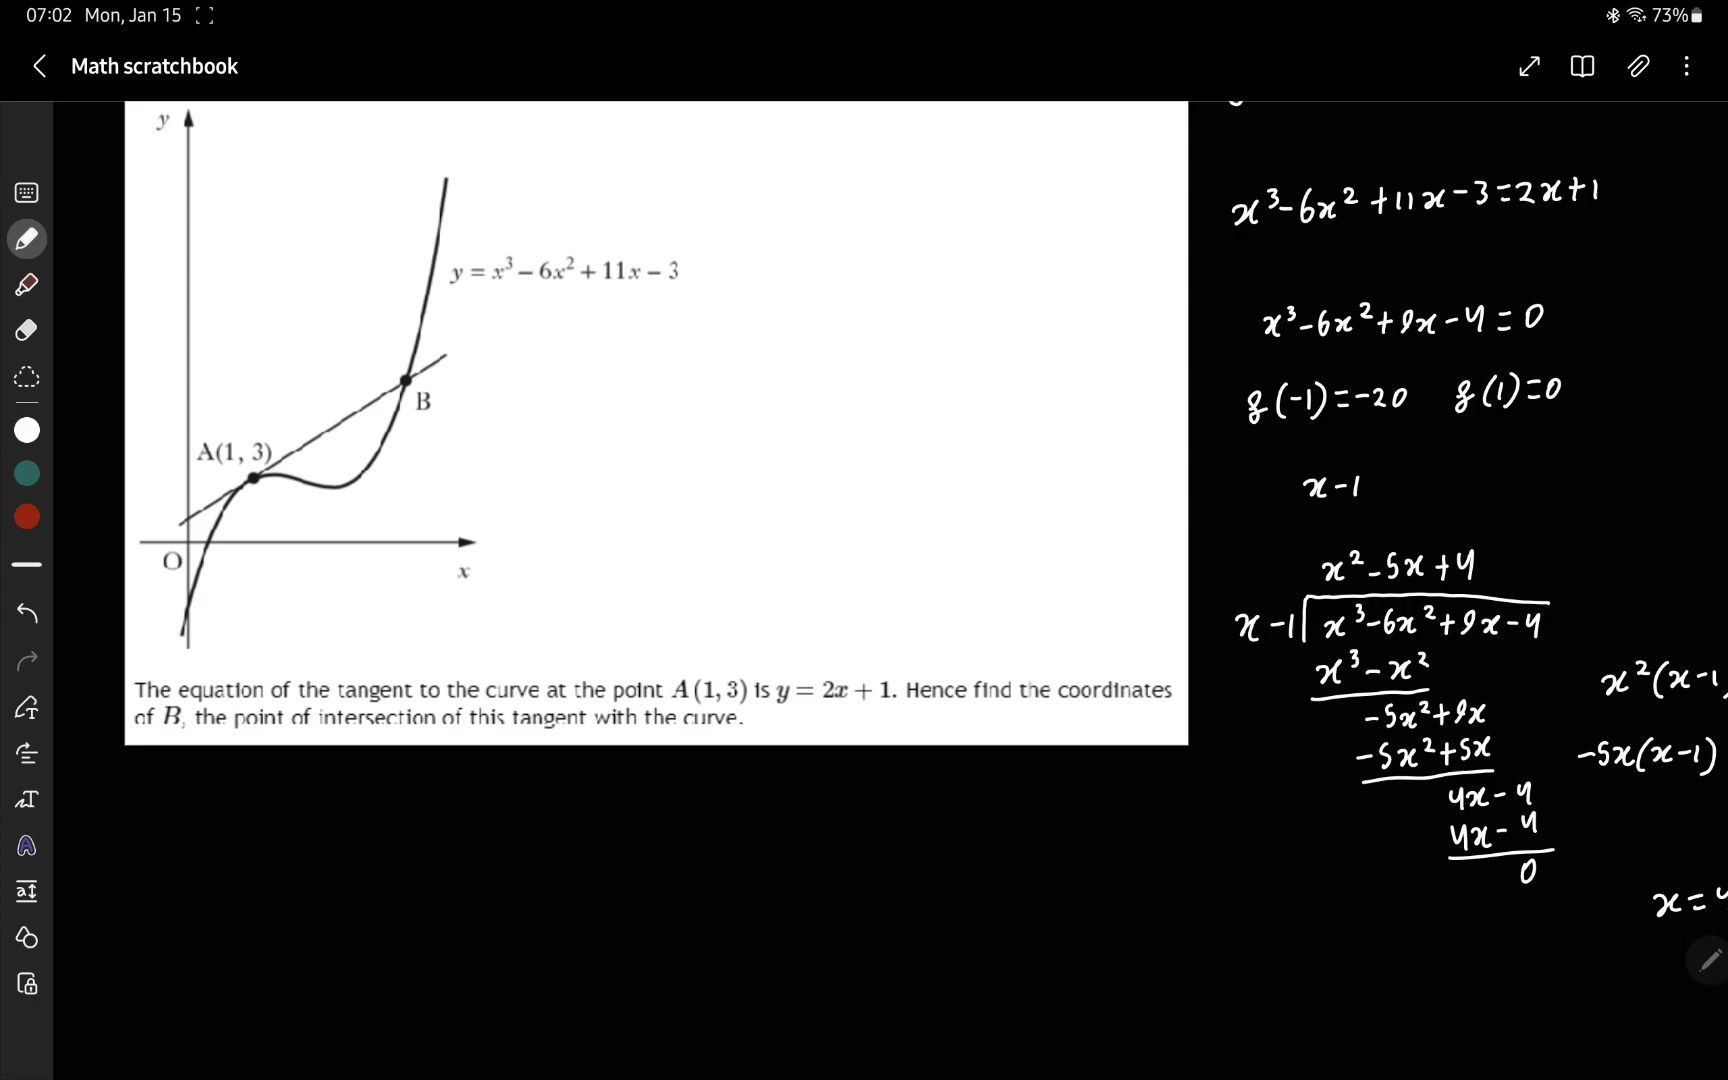 07:02 Mon, Jan 15
73%
Math scratchbook
y
y = x³ – 6x² + 11x – 3
B
A(1, 3)
O
x
The equation of the tangent to the curve at the point A (1, 3) is y = 2x + 1. Hence find the coordinates
of B, the point of intersection of this tangent with the curve.
x³-6x²+11x-3=2x+1
x³-6x²+9x-4=0
f(-1)=-20 f(1)=0
x-1
x²-5x+4
x-1 x³-6x²+9x-4
x³-x²
x²(x-1
-5x²+9x
-5x²+5x
-5x(x-1)
4x-4
4x-4
0
x=